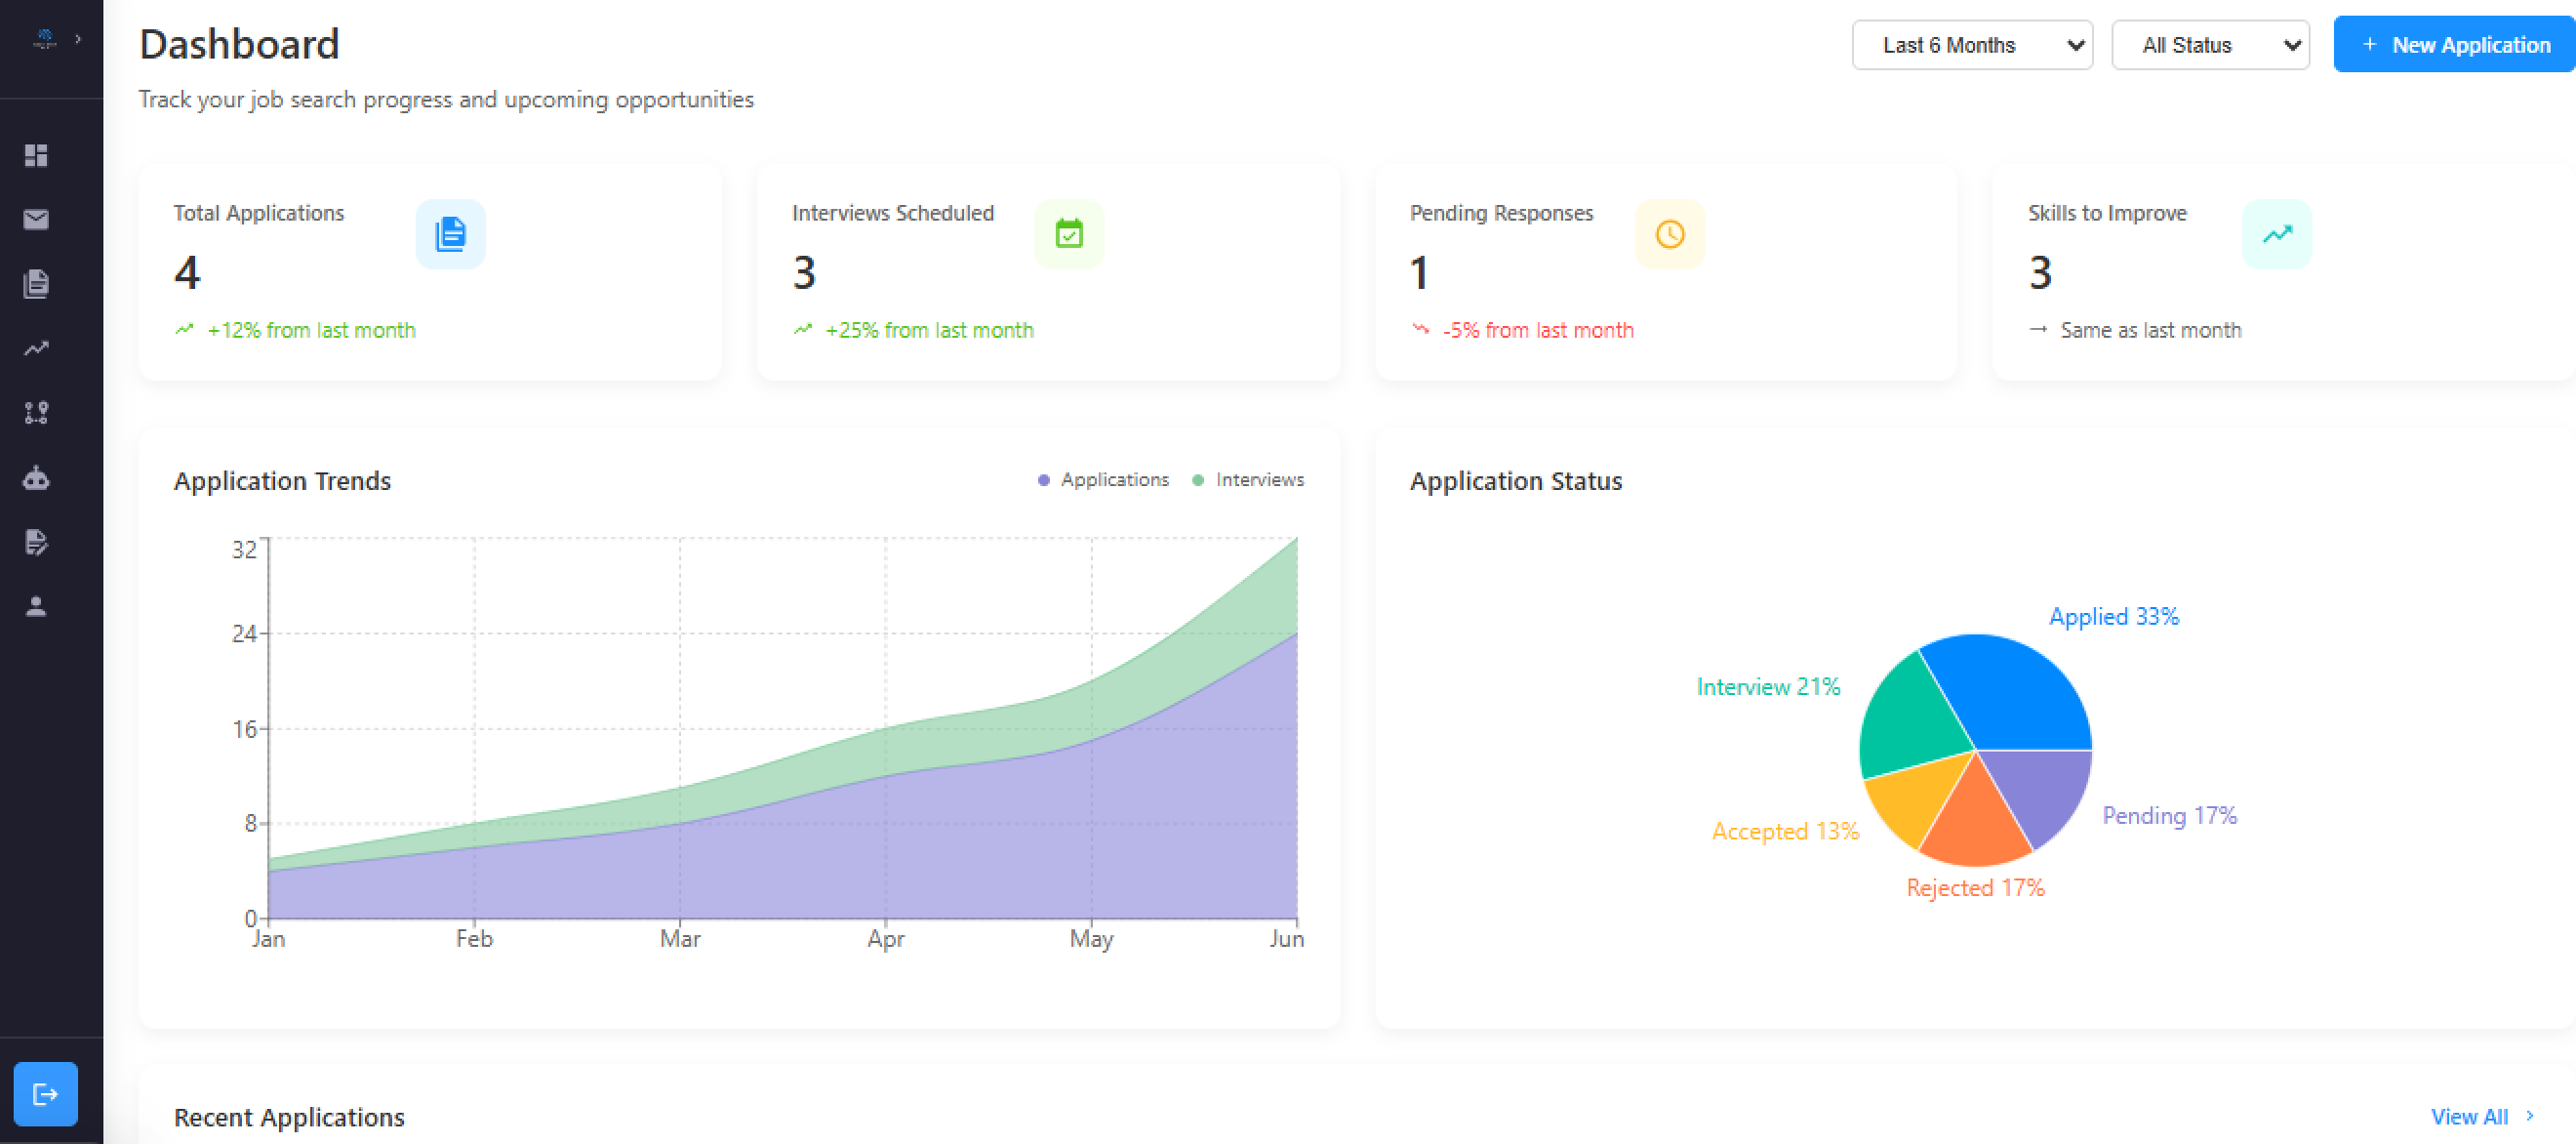 Dashboard
Last 6 Months
All Status
+ New Application
Track your job search progress and upcoming opportunities
Total Applications
4
+12% from last month
Interviews Scheduled
3
+25% from last month
Pending Responses
1
-5% from last month
Skills to Improve
3
Same as last month
Application Trends
Applications
Interviews
32
24
16
8
0
Jan
Feb
Mar
Apr
May
Jun
Application Status
Applied 33%
Interview 21%
Accepted 13%
Rejected 17%
Pending 17%
Recent Applications
View All